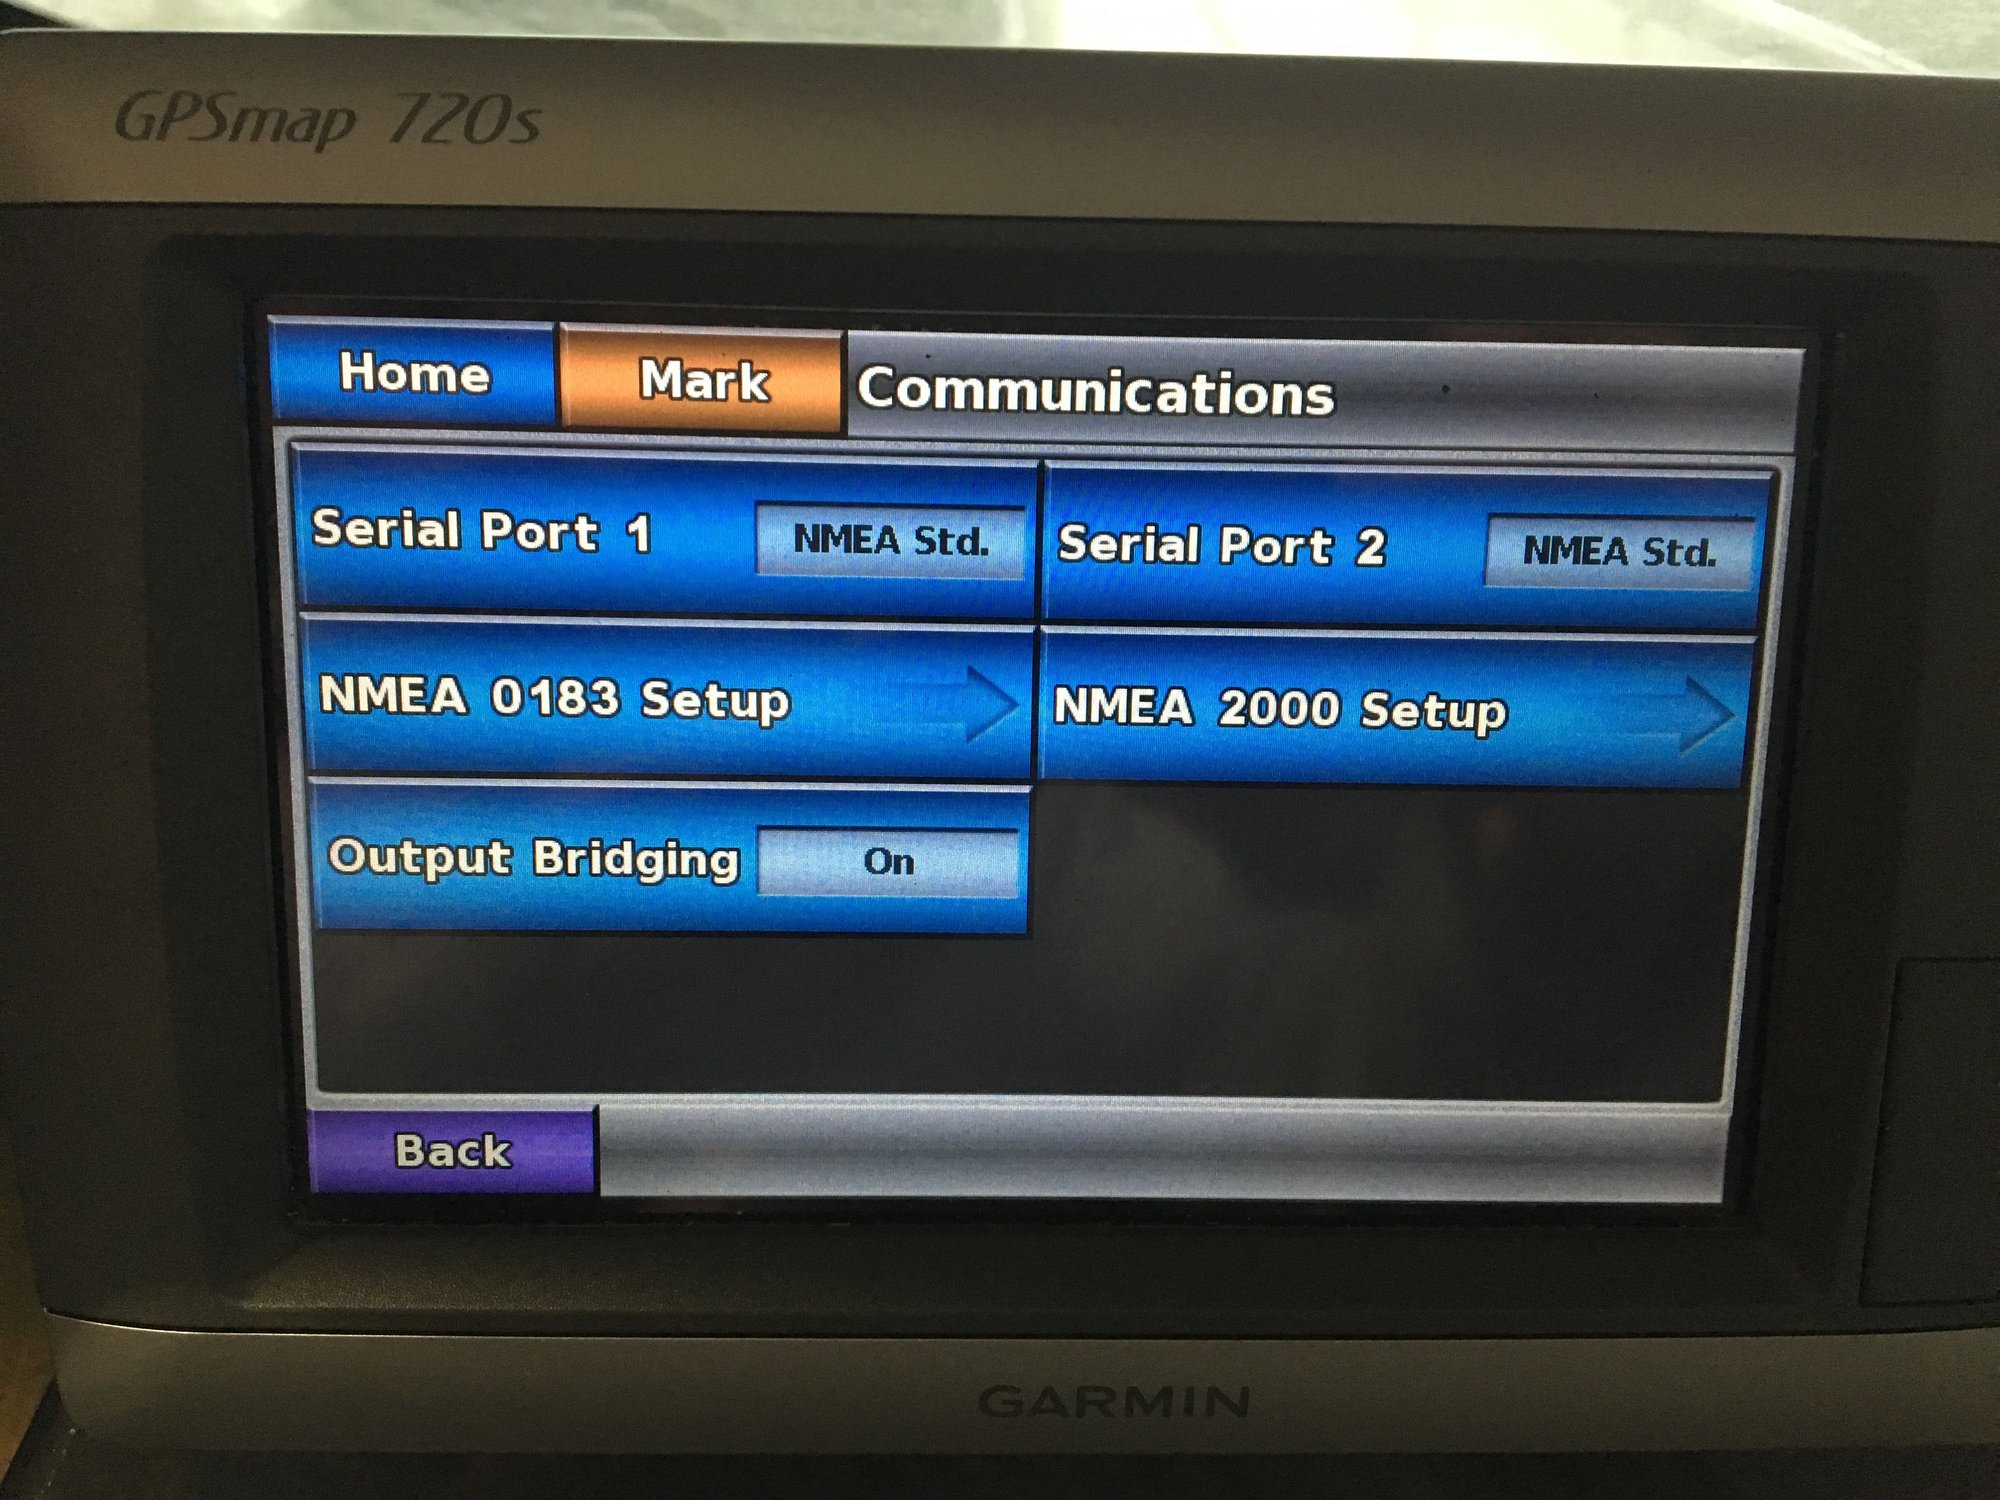 GPSmap 720s
Home
Mark
Communications
Serial Port 1
NMEA Std.
Serial Port 2
NMEA Std.
NMEA 0183 Setup
NMEA 2000 Setup
Output Bridging
On
Back
GARMIN